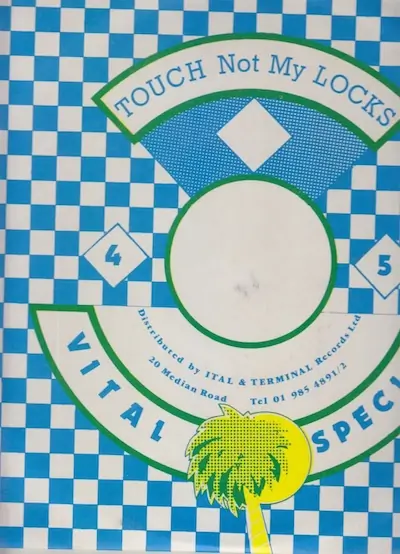 TOUCH Not My LOCKS
4
5
Distributed by ITAL & TERMINAL Records Ltd
20 Median Road Tel 01 985 4891/2
VITAL SPECI